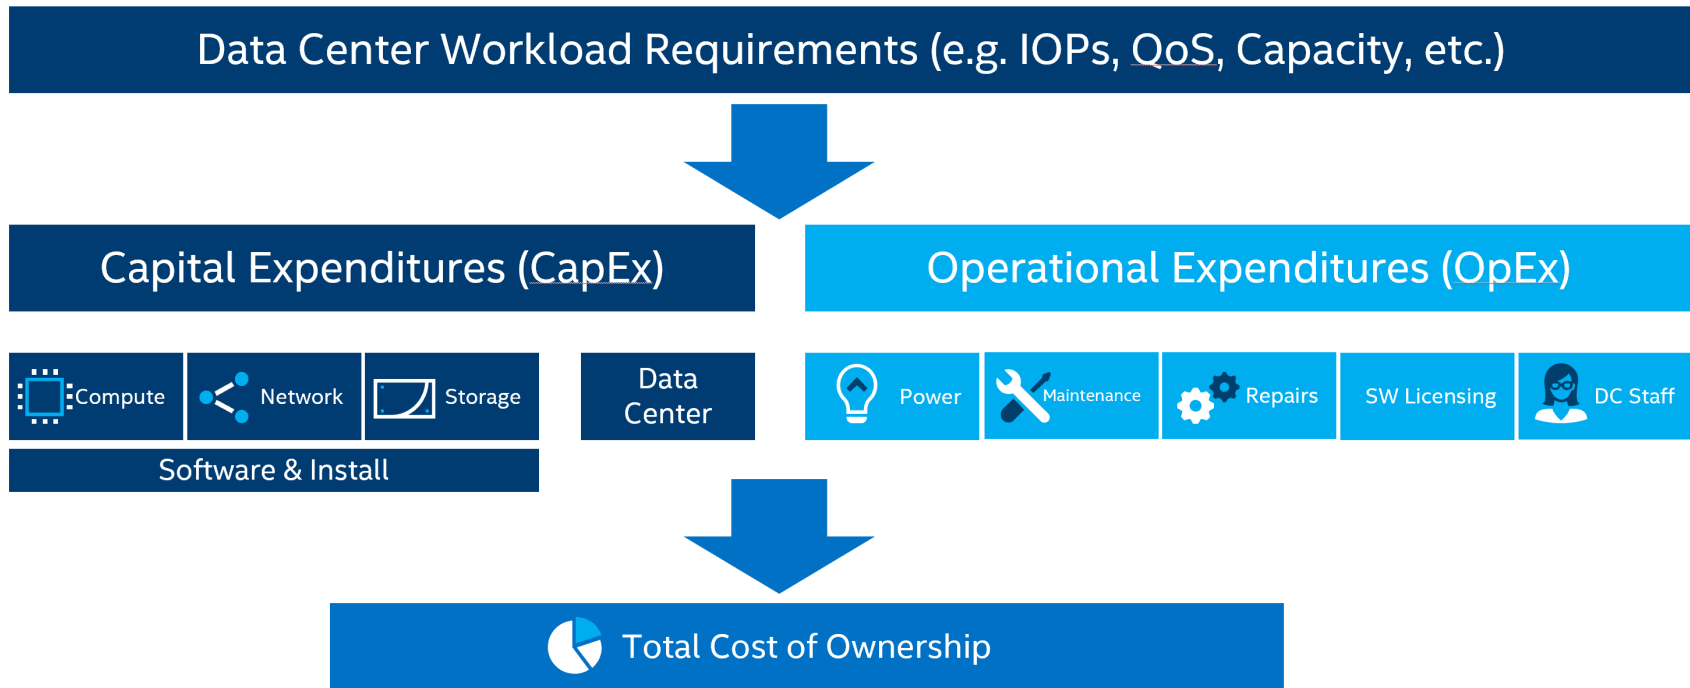 Data Center Workload Requirements (e.g. IOPs, QoS, Capacity, etc.)
Capital Expenditures (CapEx)
Operational Expenditures (OpEx)
Compute
Network
Storage
Data
Center
Power
Maintenance
Repairs
SW Licensing
DC Staff
Software & Install
Total Cost of Ownership